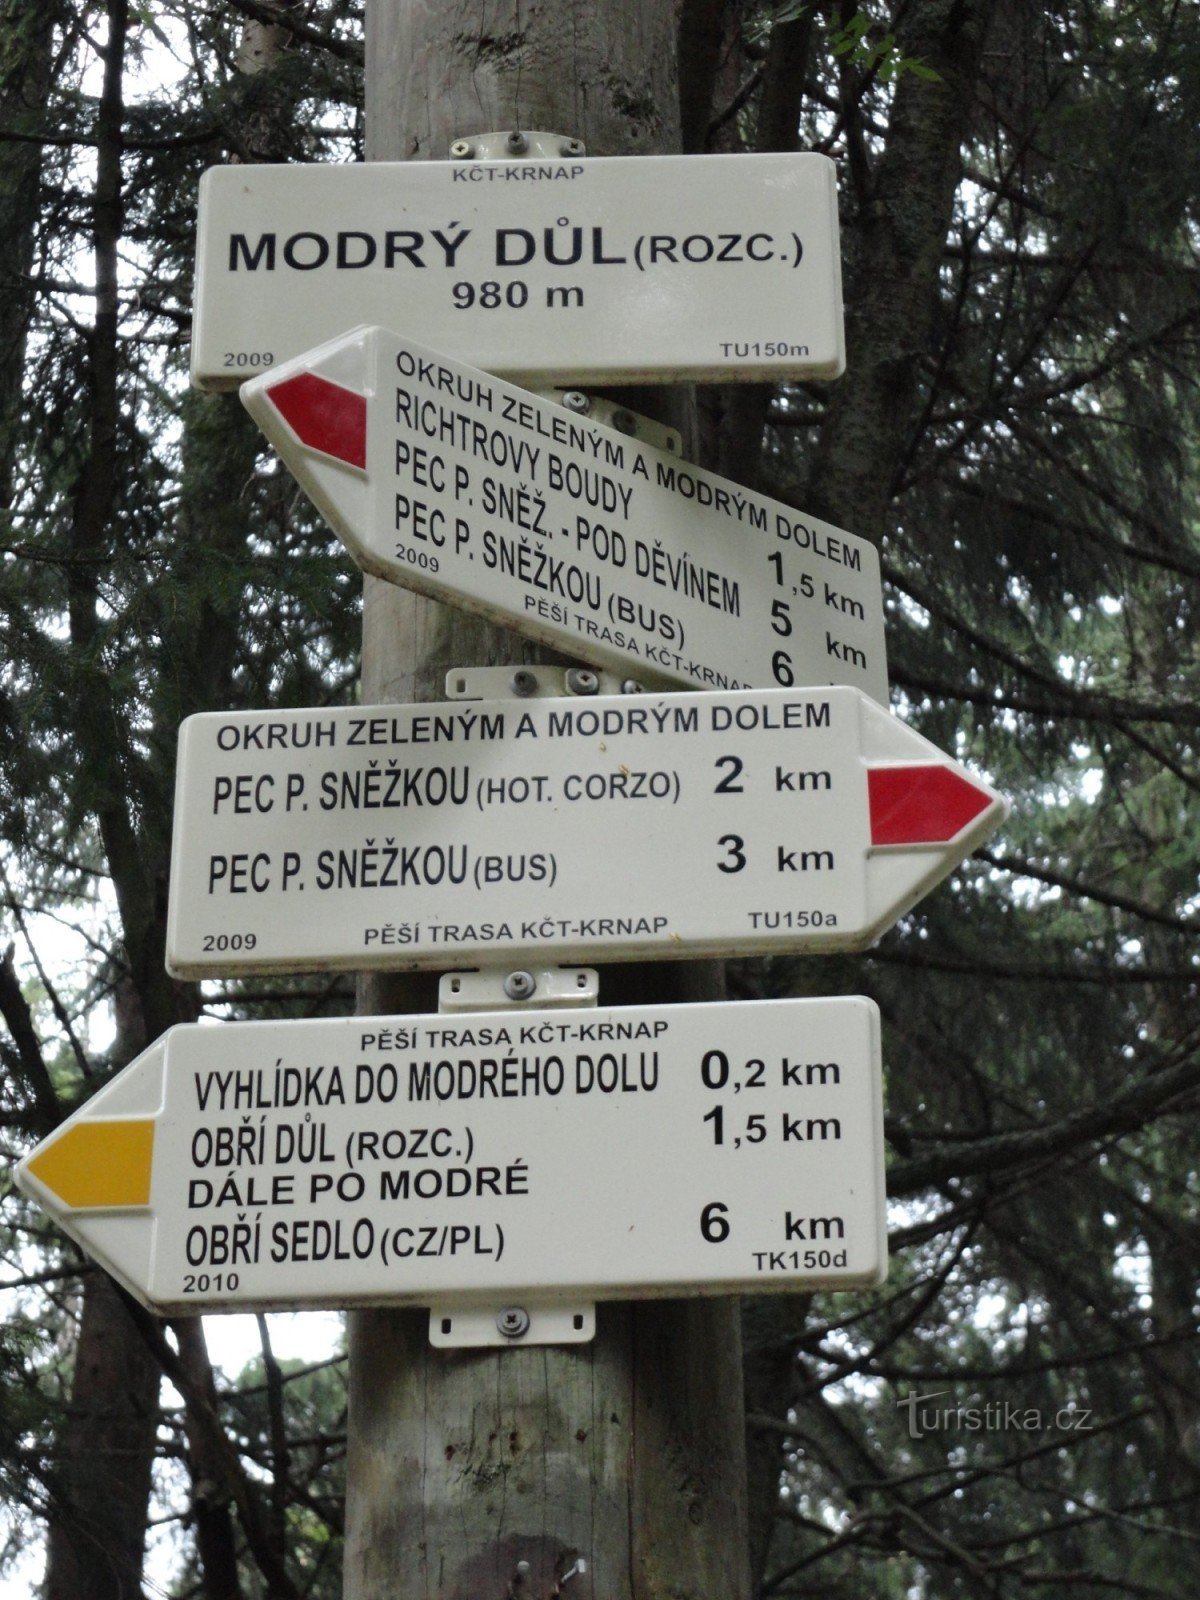 KČT-KRNAP
MODRÝ DŮL (ROZC.)
980 m
2009 TU150m
OKRUH ZELENÝM A MODRÝM DOLEM
RICHTROVY BOUDY 1,5 km
PEC P. SNĚŽ. - POD DĚVÍNEM 5 km
PEC P. SNĚŽKOU (BUS) 6
2009 PĚŠÍ TRASA KČT-KRNAP
OKRUH ZELENÝM A MODRÝM DOLEM
PEC P. SNĚŽKOU (HOT. CORZO) 2 km
PEC P. SNĚŽKOU (BUS) 3 km
2009 PĚŠÍ TRASA KČT-KRNAP TU150a
PĚŠÍ TRASA KČT-KRNAP
VYHLÍDKA DO MODRÉHO DOLU 0,2 km
OBŘÍ DŮL (ROZC.) 1,5 km
DÁLE PO MODRÉ
OBŘÍ SEDLO (CZ/PL) 6 km
2010 TK150d
Turistika.cz